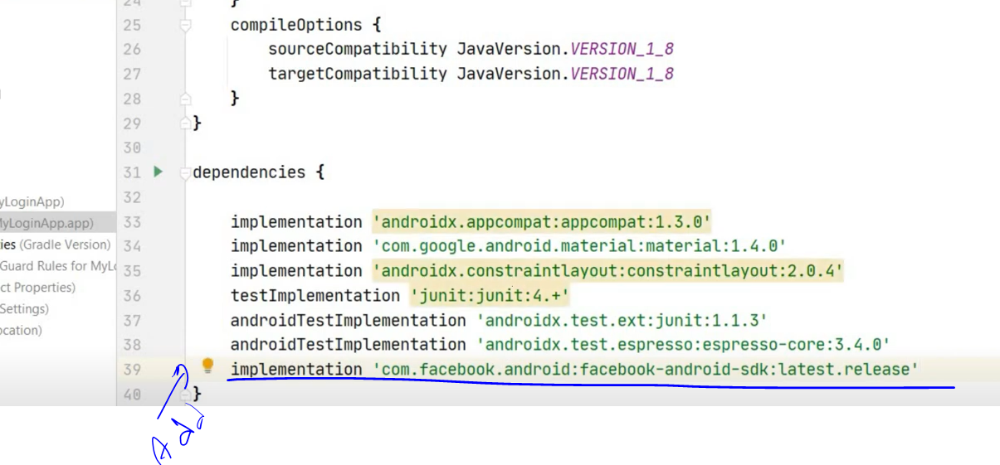 24 }
25 compileOptions {
26 sourceCompatibility JavaVersion.VERSION_1_8
27 targetCompatibility JavaVersion.VERSION_1_8
28 }
29 }
30
31 dependencies {
32
yLoginApp)
33 implementation 'androidx.appcompat:appcompat:1.3.0'
MyLoginApp.app)
34 implementation 'com.google.android.material:material:1.4.0'
ies (Gradle Version)
35 implementation 'androidx.constraintlayout:constraintlayout:2.0.4'
Guard Rules for MyLo
36 testImplementation 'junit:junit:4.+'
ct Properties)
37 androidTestImplementation 'androidx.test.ext:junit:1.1.3'
Settings)
38 androidTestImplementation 'androidx.test.espresso:espresso-core:3.4.0'
ocation)
39 implementation 'com.facebook.android:facebook-android-sdk:latest.release'
40 }
Add